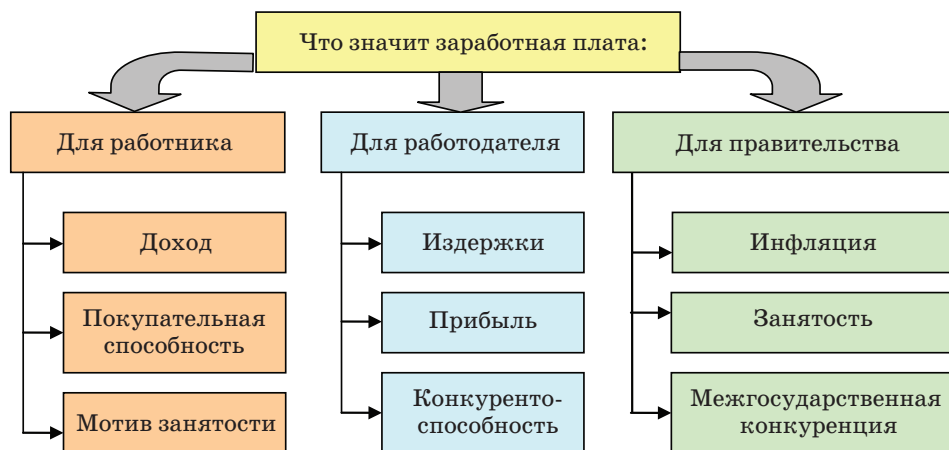 Что значит заработная плата:
Для работника
Доход
Покупательная
способность
Мотив занятости
Для работодателя
Издержки
Прибыль
Конкуренто-
способность
Для правительства
Инфляция
Занятость
Межгосударственная
конкуренция